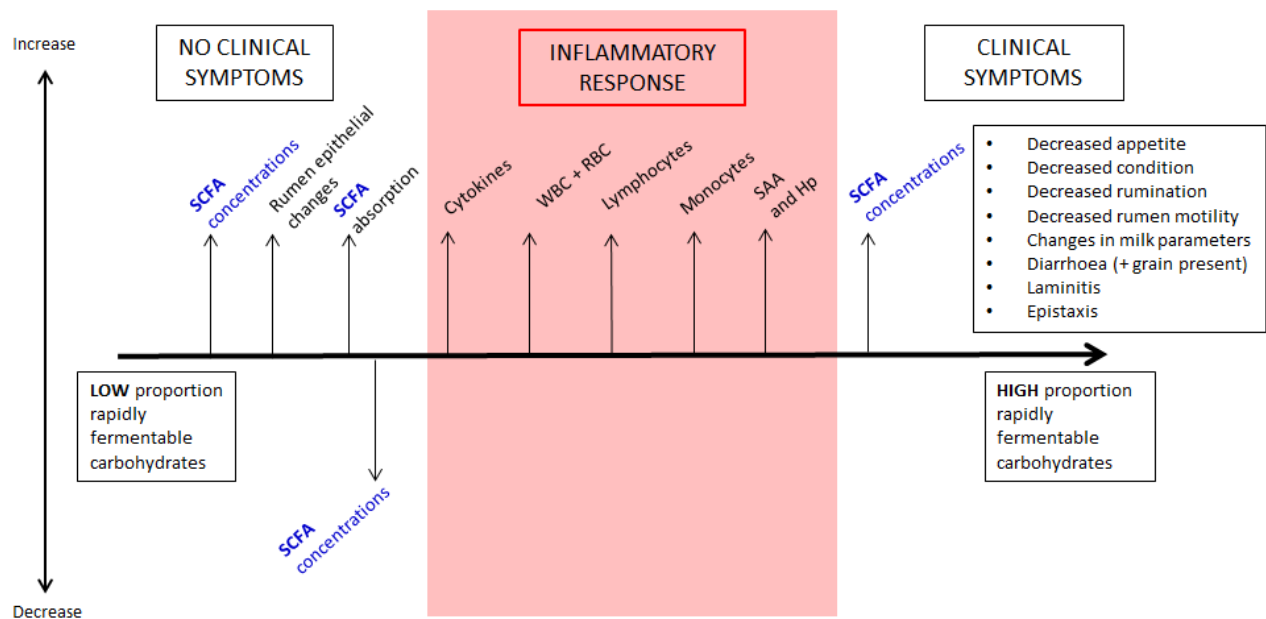 Increase
NO CLINICAL
SYMPTOMS
INFLAMMATORY
RESPONSE
CLINICAL
SYMPTOMS
SCFA
concentrations
Rumen epithelial
changes
SCFA
absorption
Cytokines
WBC + RBC
Lymphocytes
Monocytes
SAA
and Hp
SCFA
concentrations
• Decreased appetite
• Decreased condition
• Decreased rumination
• Decreased rumen motility
• Changes in milk parameters
• Diarrhoea (+ grain present)
• Laminitis
• Epistaxis
LOW proportion
rapidly
fermentable
carbohydrates
HIGH proportion
rapidly
fermentable
carbohydrates
SCFA
concentrations
Decrease